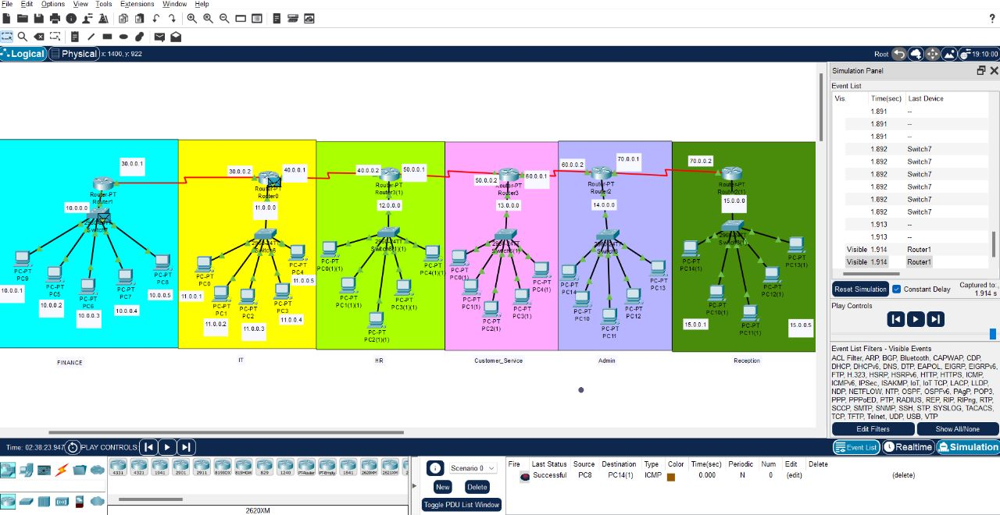 File Edit Options View Tools Extensions Window Help
?
Logical Physical x: 1400, y: 922
Root 19:10:00
30.0.0.1
Router-PT
Router1
10.0.0.0
Switch7
PC-PT
PC9
PC-PT
PC5
PC-PT
PC6
PC-PT
PC7
PC-PT
PC8
10.0.0.1
10.0.0.2
10.0.0.3
10.0.0.4
10.0.0.5
FINANCE
30.0.0.2
40.0.0.1
Router-PT
Router0
11.0.0.0
2950-24TT
Switch6
PC-PT
PC0
PC-PT
PC1
PC-PT
PC2
PC-PT
PC3
PC-PT
PC4
11.0.0.1
11.0.0.2
11.0.0.3
11.0.0.4
11.0.0.5
IT
40.0.0.2
50.0.0.1
Router-PT
Router3(1)
12.0.0.0
PC-PT
PC0(1)(1)
PC-PT
PC1(1)(1)
PC-PT
PC2(1)(1)
PC-PT
PC3(1)(1)
PC-PT
PC4(1)(1)
HR
50.0.0.2
60.0.0.1
Router-PT
Router3
13.0.0.0
PC-PT
PC0(1)
PC-PT
PC1(1)
PC-PT
PC2(1)
PC-PT
PC3(1)
PC-PT
PC4(1)
Customer_Service
60.0.0.2
70.0.0.1
Router-PT
Router2
14.0.0.0
PC-PT
PC14
PC-PT
PC10
PC-PT
PC11
PC-PT
PC12
PC-PT
PC13
Admin
70.0.0.2
Router-PT
15.0.0.0
PC-PT
PC14(1)
PC-PT
PC10(1)
PC-PT
PC11(1)
PC-PT
PC12(1)
PC-PT
PC13(1)
15.0.0.1
15.0.0.5
Reception
Simulation Panel
Event List
Vis. Time(sec) Last Device
1.891 --
1.891 --
1.891 --
1.892 Switch7
1.892 Switch7
1.892 Switch7
1.892 Switch7
1.892 Switch7
1.892 Switch7
1.913 --
1.913 --
Visible 1.914 Router1
Visible 1.914 Router1
Reset Simulation Constant Delay Captured to:
1.914 s
Play Controls
Event List Filters - Visible Events
ACL Filter, ARP, BGP, Bluetooth, CAPWAP, CDP,
DHCP, DHCPv6, DNS, DTP, EAPOL, EIGRP, EIGRPv6,
FTP, H.323, HSRP, HSRPv6, HTTP, HTTPS, ICMP,
ICMPv6, IPSec, ISAKMP, IoT, IoT TCP, LACP, LLDP,
NDP, NETFLOW, NTP, OSPF, OSPFv6, PAgP, POP3,
PPP, PPPoED, PTP, RADIUS, REP, RIP, RIPng, RTP,
SCCP, SMTP, SNMP, SSH, STP, SYSLOG, TACACS,
TCP, TFTP, Telnet, UDP, USB, VTP
Edit Filters Show All/None
Time: 02:38:23.947 PLAY CONTROLS:
Event List Realtime Simulation
4331 4321 1941 2901 2911 819IOX 819HGW 829 1240 PT-Router PT-Empty 1841 2620XM 2621XM
2620XM
Scenario 0
New Delete
Toggle PDU List Window
Fire Last Status Source Destination Type Color Time(sec) Periodic Num Edit Delete
Successful PC8 PC14(1) ICMP 0.000 N 0 (edit) (delete)